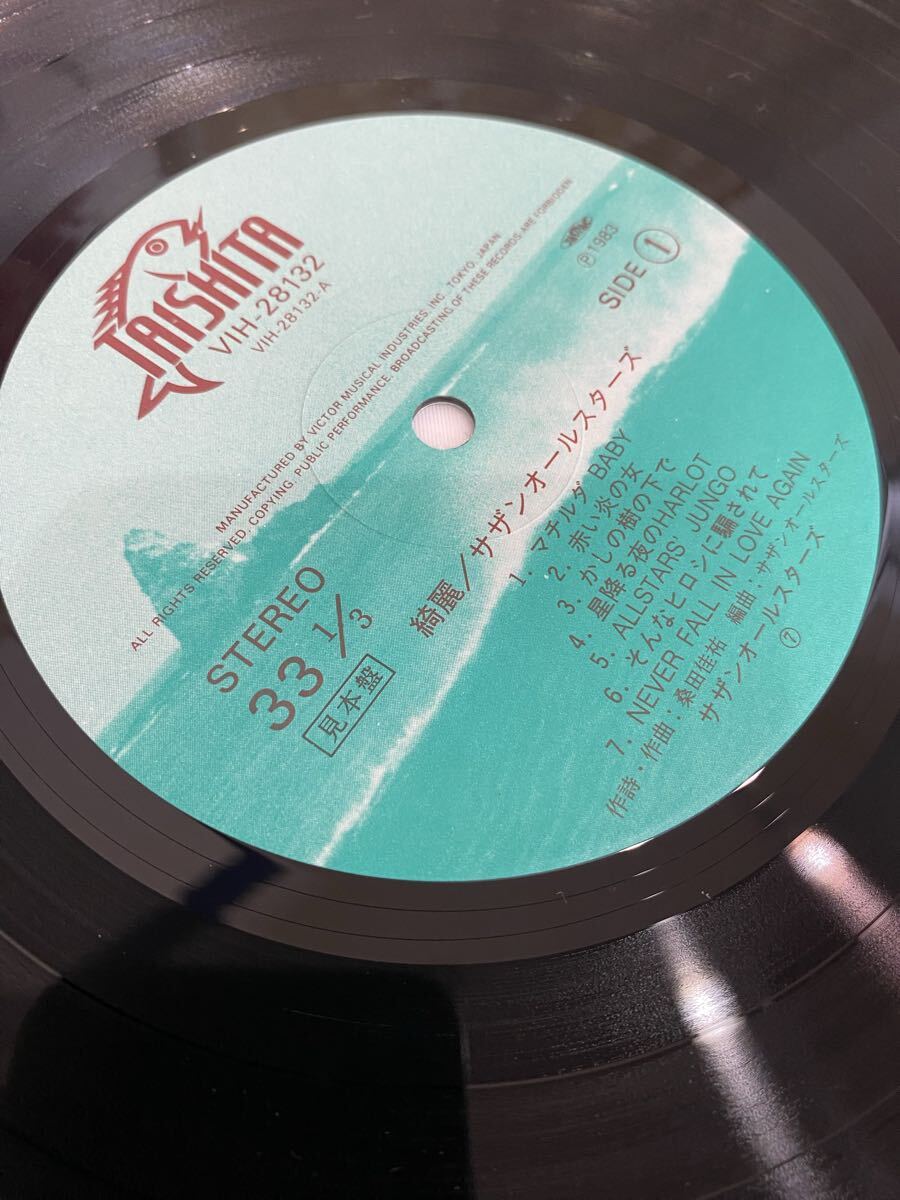 TAISHITA
VIH-28132
VIH-28132-A
MANUFACTURED BY VICTOR MUSICAL INDUSTRIES, INC., TOKYO, JAPAN
ALL RIGHTS RESERVED. COPYING. PUBLIC PERFORMANCE. BROADCASTING OF THESE RECORDS ARE FORBIDDEN
STEREO
33 1/3
見本盤
Ⓟ1983
SIDE ①
綺麗/サザンオールスターズ
1. マチルダ BABY
2. 赤い炎の女
3. かしの樹の下で
4. 星降る夜のHARLOT
5. ALLSTARS' JUNGO
6. そんなヒロシに騙されて
7. NEVER FALL IN LOVE AGAIN
作詩:作曲:桑田佳祐 編曲:サザンオールスターズ
サザンオールスターズ
⑦